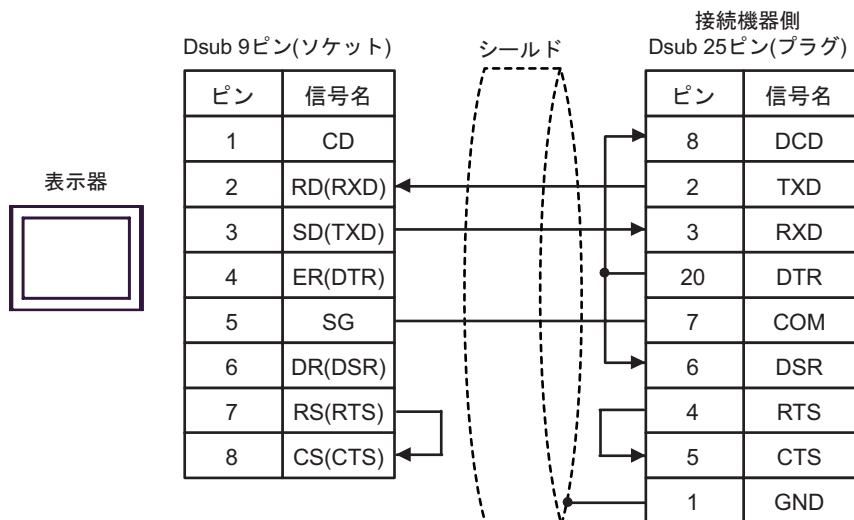 接続機器側
Dsub 9ピン(ソケット)
シールド
Dsub 25ピン(プラグ)
ピン 信号名
ピン 信号名
1 CD
8 DCD
表示器
2 RD(RXD)
2 TXD
3 SD(TXD)
3 RXD
4 ER(DTR)
20 DTR
5 SG
7 COM
6 DR(DSR)
6 DSR
7 RS(RTS)
4 RTS
8 CS(CTS)
5 CTS
1 GND